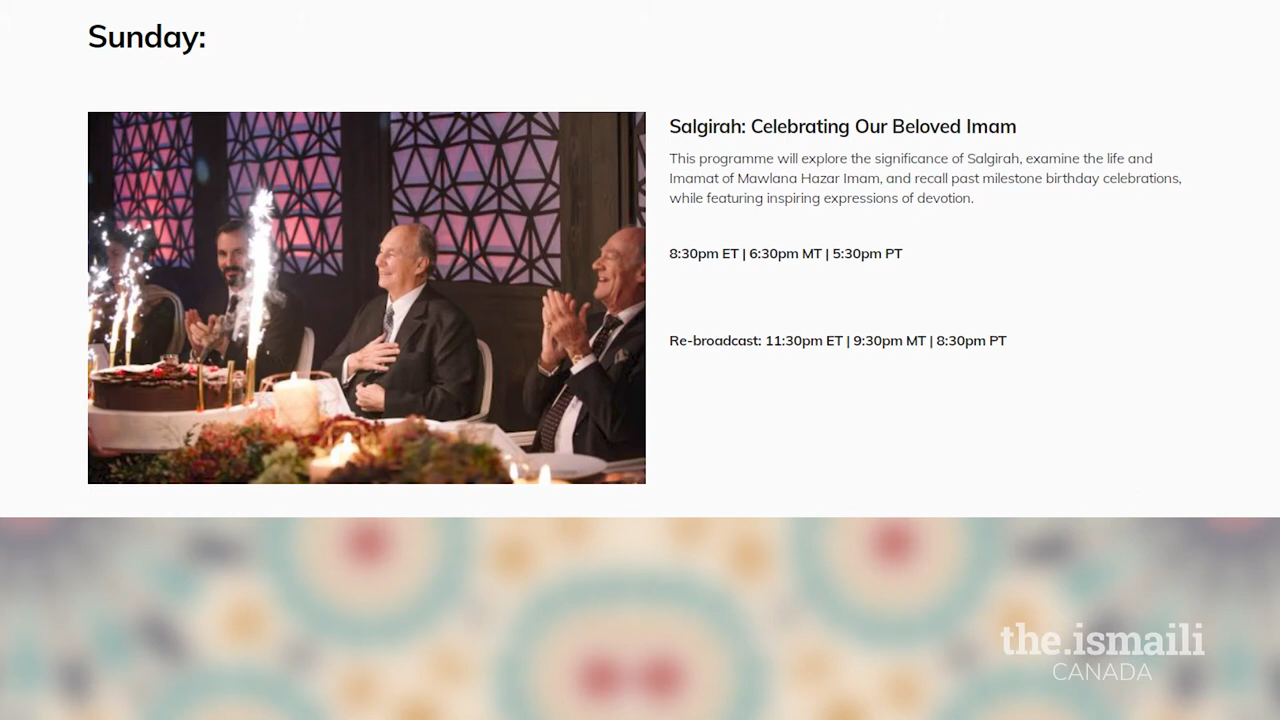 Sunday:
Salgirah: Celebrating Our Beloved Imam
This programme will explore the significance of Salgirah, examine the life and
Imamat of Mawlana Hazar Imam, and recall past milestone birthday celebrations,
while featuring inspiring expressions of devotion.
8:30pm ET | 6:30pm MT | 5:30pm PT
Re-broadcast: 11:30pm ET | 9:30pm MT | 8:30pm PT
the.ismaili
CANADA